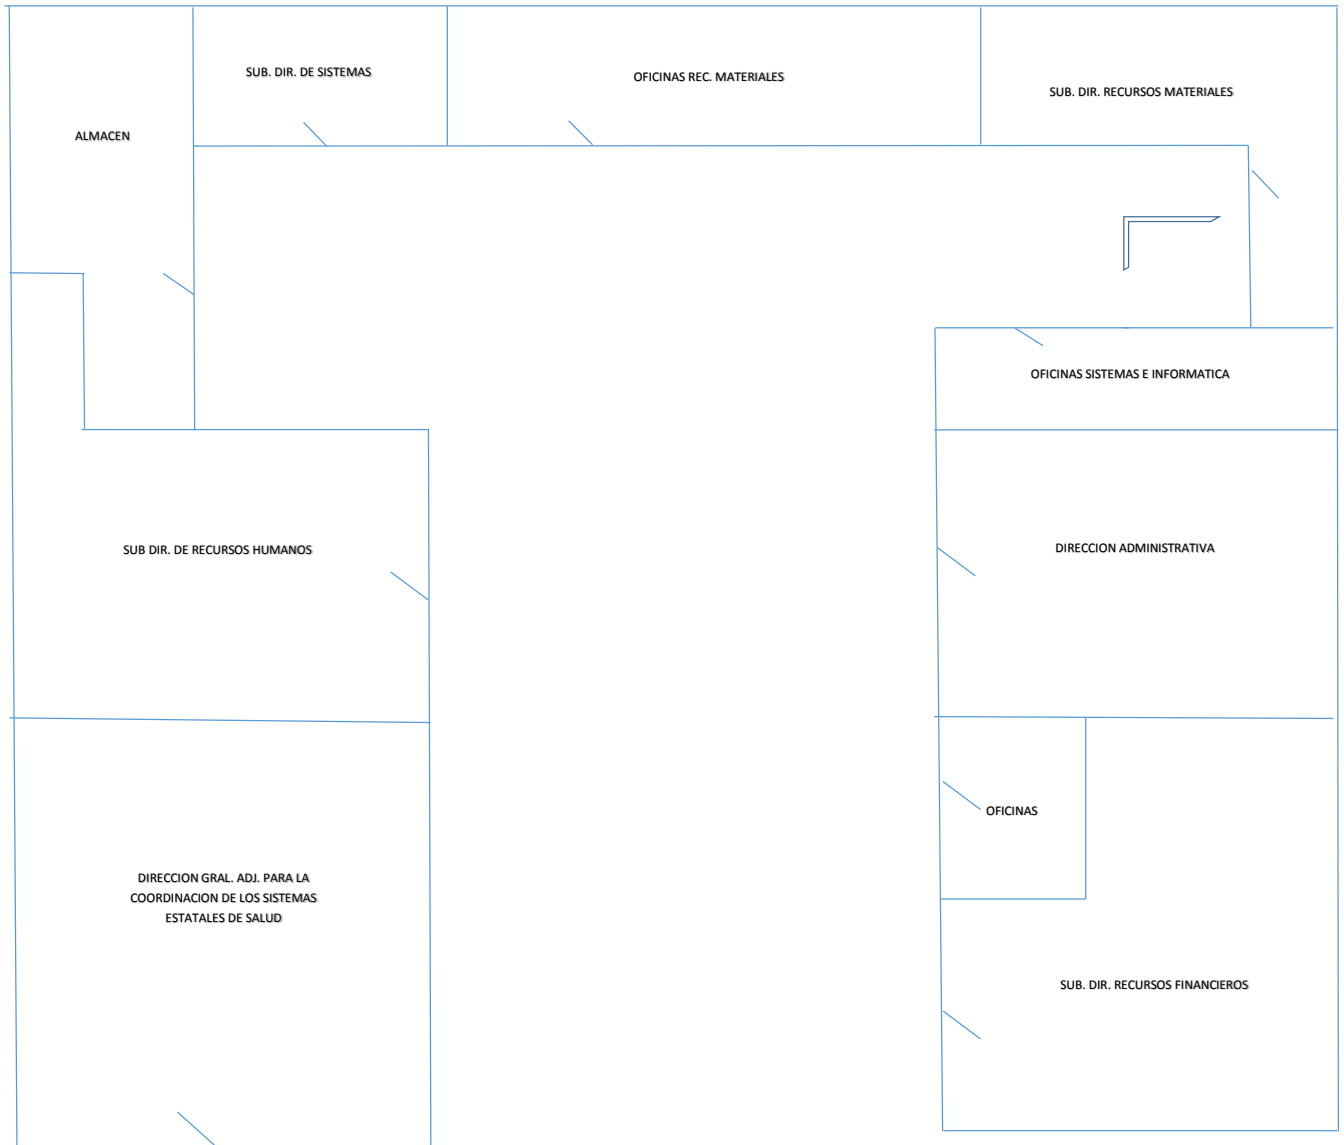 SUB. DIR. DE SISTEMAS
OFICINAS REC. MATERIALES
SUB. DIR. RECURSOS MATERIALES
ALMACEN
OFICINAS SISTEMAS E INFORMATICA
SUB DIR. DE RECURSOS HUMANOS
DIRECCION ADMINISTRATIVA
OFICINAS
DIRECCION GRAL. ADJ. PARA LA
COORDINACION DE LOS SISTEMAS
ESTATALES DE SALUD
SUB. DIR. RECURSOS FINANCIEROS